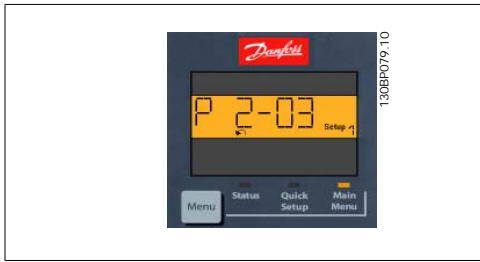 Danfoss
130BP079.10
P 2-03
Setup 1
Status
Quick Setup
Main Menu
Menu